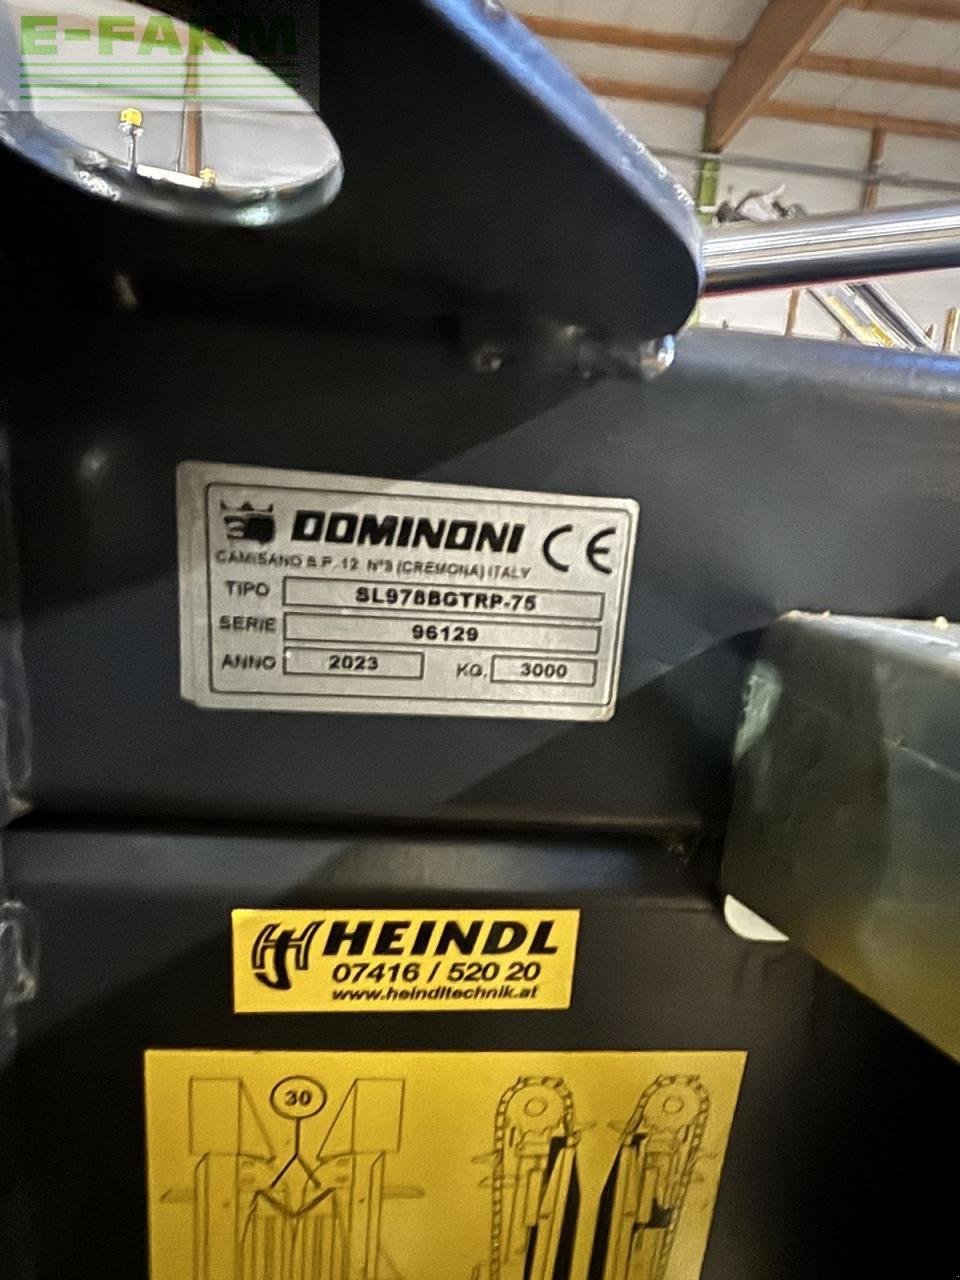 E-FARM
DOMINONI CE
CAMISANO S.P. 12 N°3 (CREMONA) ITALY
TIPO SL978BGTRP-75
SERIE 96129
ANNO 2023 KG. 3000
HEINDL
07416 / 520 20
www.heindltechnik.at
30